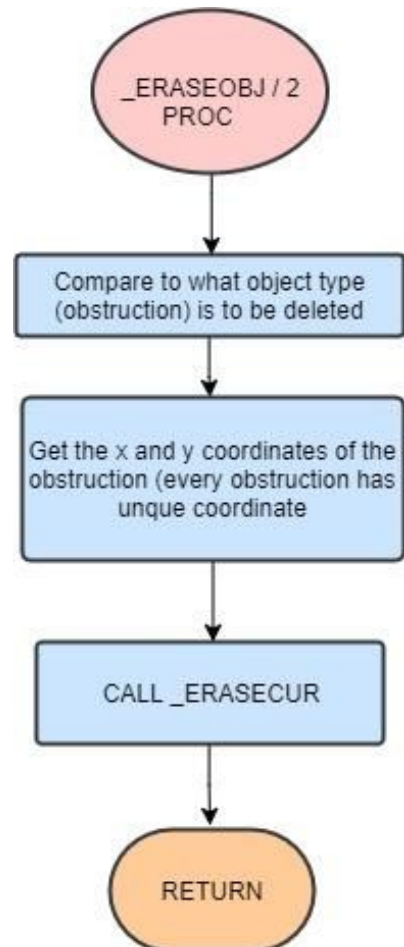 _ERASEOBJ / 2
PROC
Compare to what object type
(obstruction) is to be deleted
Get the x and y coordinates of the
obstruction (every obstruction has
unque coordinate
CALL _ERASECUR
RETURN